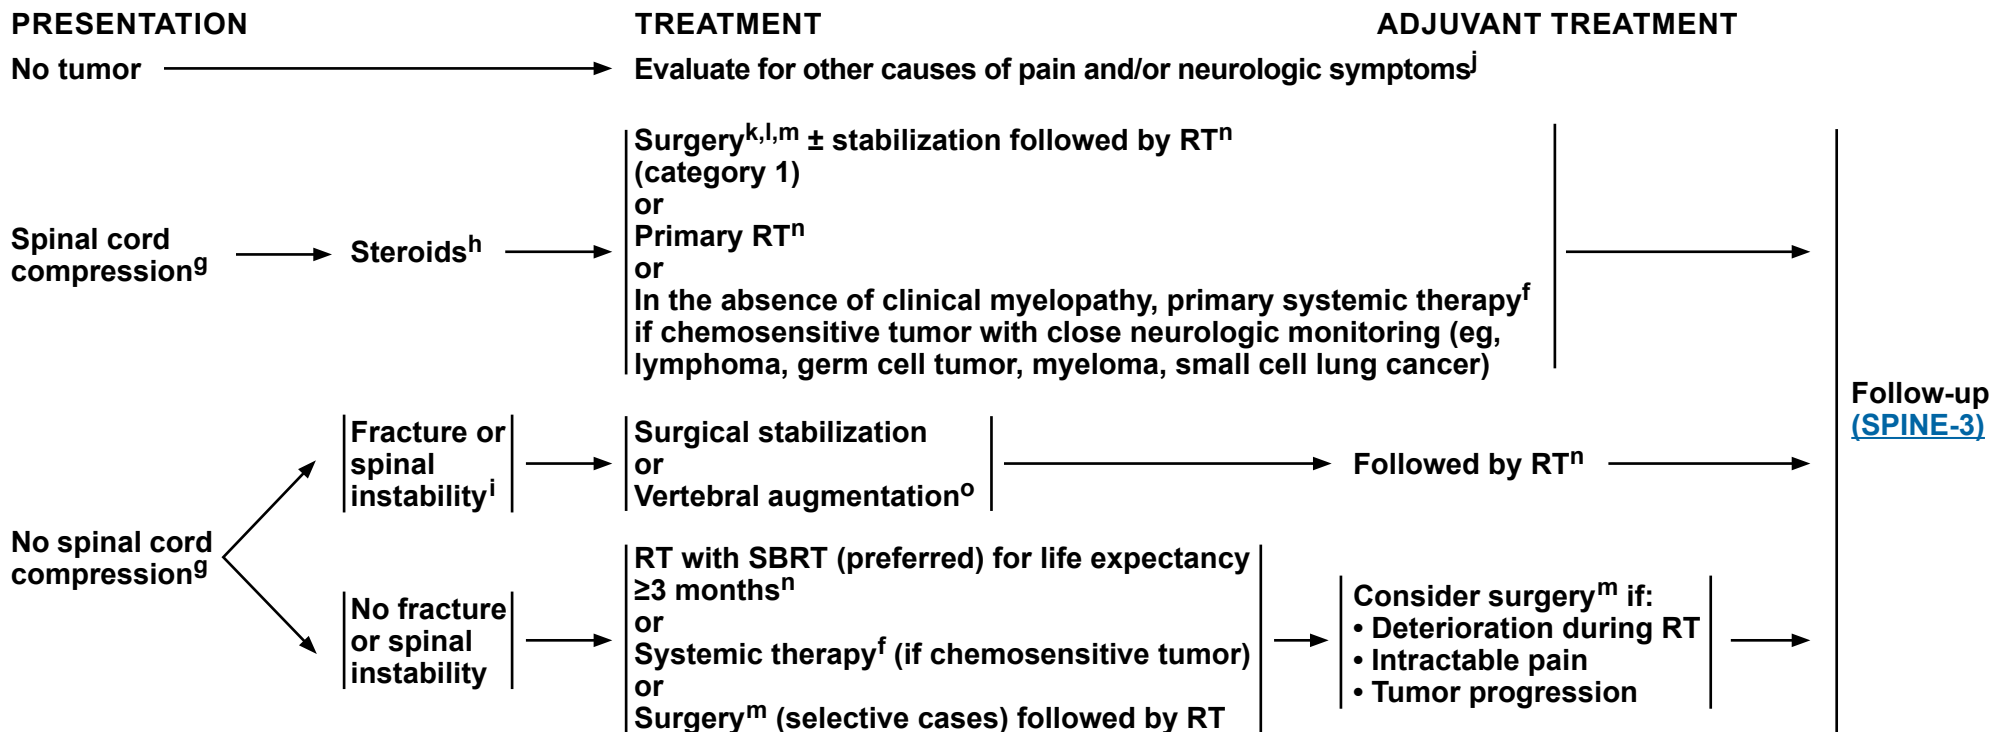 PRESENTATION TREATMENT ADJUVANT TREATMENT
No tumor Evaluate for other causes of pain and/or neurologic symptomsj
Spinal cord
compressiong
Steroidsh
Surgeryk,l,m ± stabilization followed by RTn
(category 1)
or
Primary RTn
or
In the absence of clinical myelopathy, primary systemic therapyf
if chemosensitive tumor with close neurologic monitoring (eg,
lymphoma, germ cell tumor, myeloma, small cell lung cancer)
No spinal cord
compressiong
Fracture or
spinal
instabilityi
Surgical stabilization
or
Vertebral augmentationo
Followed by RTn
No fracture
or spinal
instability
RT with SBRT (preferred) for life expectancy
≥3 monthsn
or
Systemic therapyf (if chemosensitive tumor)
or
Surgerym (selective cases) followed by RT
Consider surgerym if:
• Deterioration during RT
• Intractable pain
• Tumor progression
Follow-up
(SPINE-3)